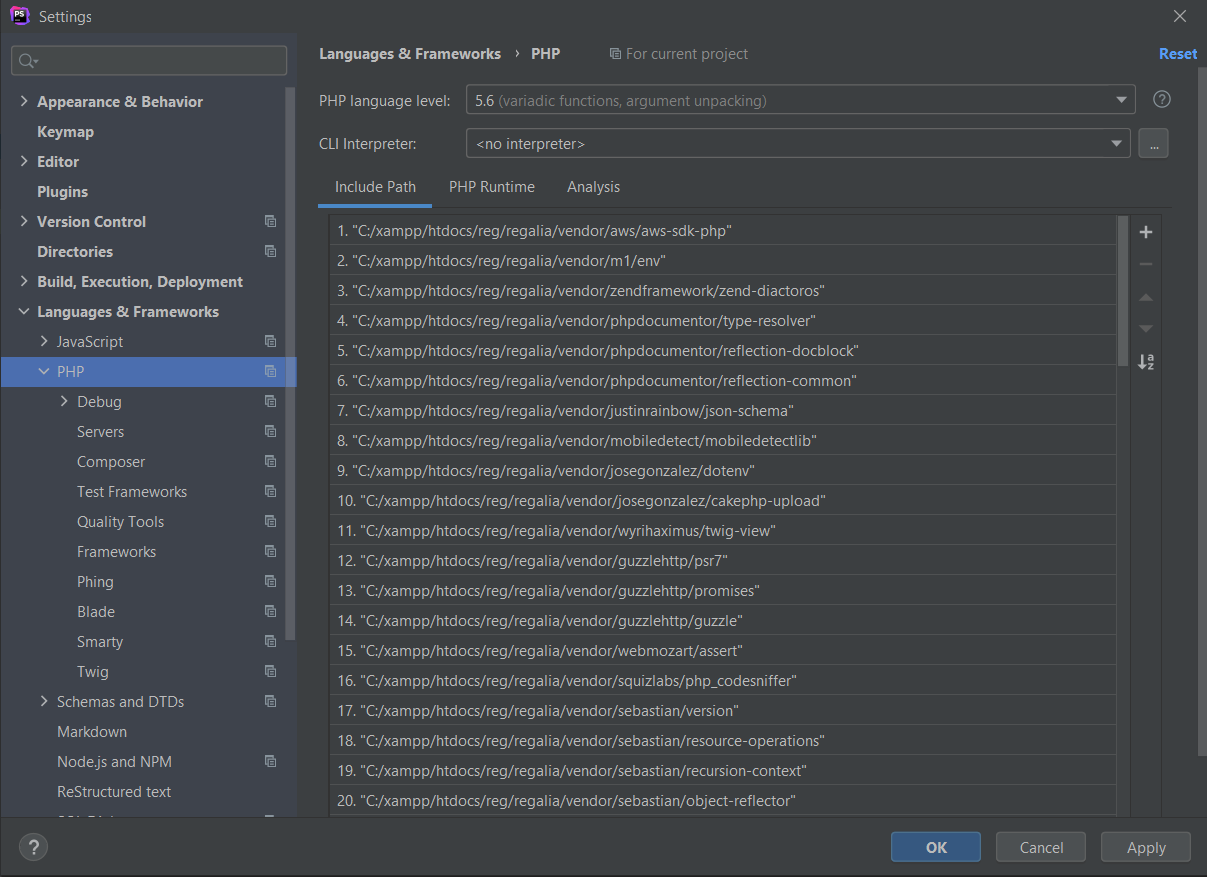 PS Settings
Languages & Frameworks › PHP For current project Reset
Appearance & Behavior
Keymap
Editor
Plugins
Version Control
Directories
Build, Execution, Deployment
Languages & Frameworks
JavaScript
PHP
Debug
Servers
Composer
Test Frameworks
Quality Tools
Frameworks
Phing
Blade
Smarty
Twig
Schemas and DTDs
Markdown
Node.js and NPM
ReStructured text
PHP language level: 5.6 (variadic functions, argument unpacking) ?
CLI Interpreter: <no interpreter> ...
Include Path PHP Runtime Analysis
1. "C:/xampp/htdocs/reg/regalia/vendor/aws/aws-sdk-php"
2. "C:/xampp/htdocs/reg/regalia/vendor/m1/env"
3. "C:/xampp/htdocs/reg/regalia/vendor/zendframework/zend-diactoros"
4. "C:/xampp/htdocs/reg/regalia/vendor/phpdocumentor/type-resolver"
5. "C:/xampp/htdocs/reg/regalia/vendor/phpdocumentor/reflection-docblock"
6. "C:/xampp/htdocs/reg/regalia/vendor/phpdocumentor/reflection-common"
7. "C:/xampp/htdocs/reg/regalia/vendor/justinrainbow/json-schema"
8. "C:/xampp/htdocs/reg/regalia/vendor/mobiledetect/mobiledetectlib"
9. "C:/xampp/htdocs/reg/regalia/vendor/josegonzalez/dotenv"
10. "C:/xampp/htdocs/reg/regalia/vendor/josegonzalez/cakephp-upload"
11. "C:/xampp/htdocs/reg/regalia/vendor/wyrihaximus/twig-view"
12. "C:/xampp/htdocs/reg/regalia/vendor/guzzlehttp/psr7"
13. "C:/xampp/htdocs/reg/regalia/vendor/guzzlehttp/promises"
14. "C:/xampp/htdocs/reg/regalia/vendor/guzzlehttp/guzzle"
15. "C:/xampp/htdocs/reg/regalia/vendor/webmozart/assert"
16. "C:/xampp/htdocs/reg/regalia/vendor/squizlabs/php_codesniffer"
17. "C:/xampp/htdocs/reg/regalia/vendor/sebastian/version"
18. "C:/xampp/htdocs/reg/regalia/vendor/sebastian/resource-operations"
19. "C:/xampp/htdocs/reg/regalia/vendor/sebastian/recursion-context"
20. "C:/xampp/htdocs/reg/regalia/vendor/sebastian/object-reflector"
a
z
? OK Cancel Apply